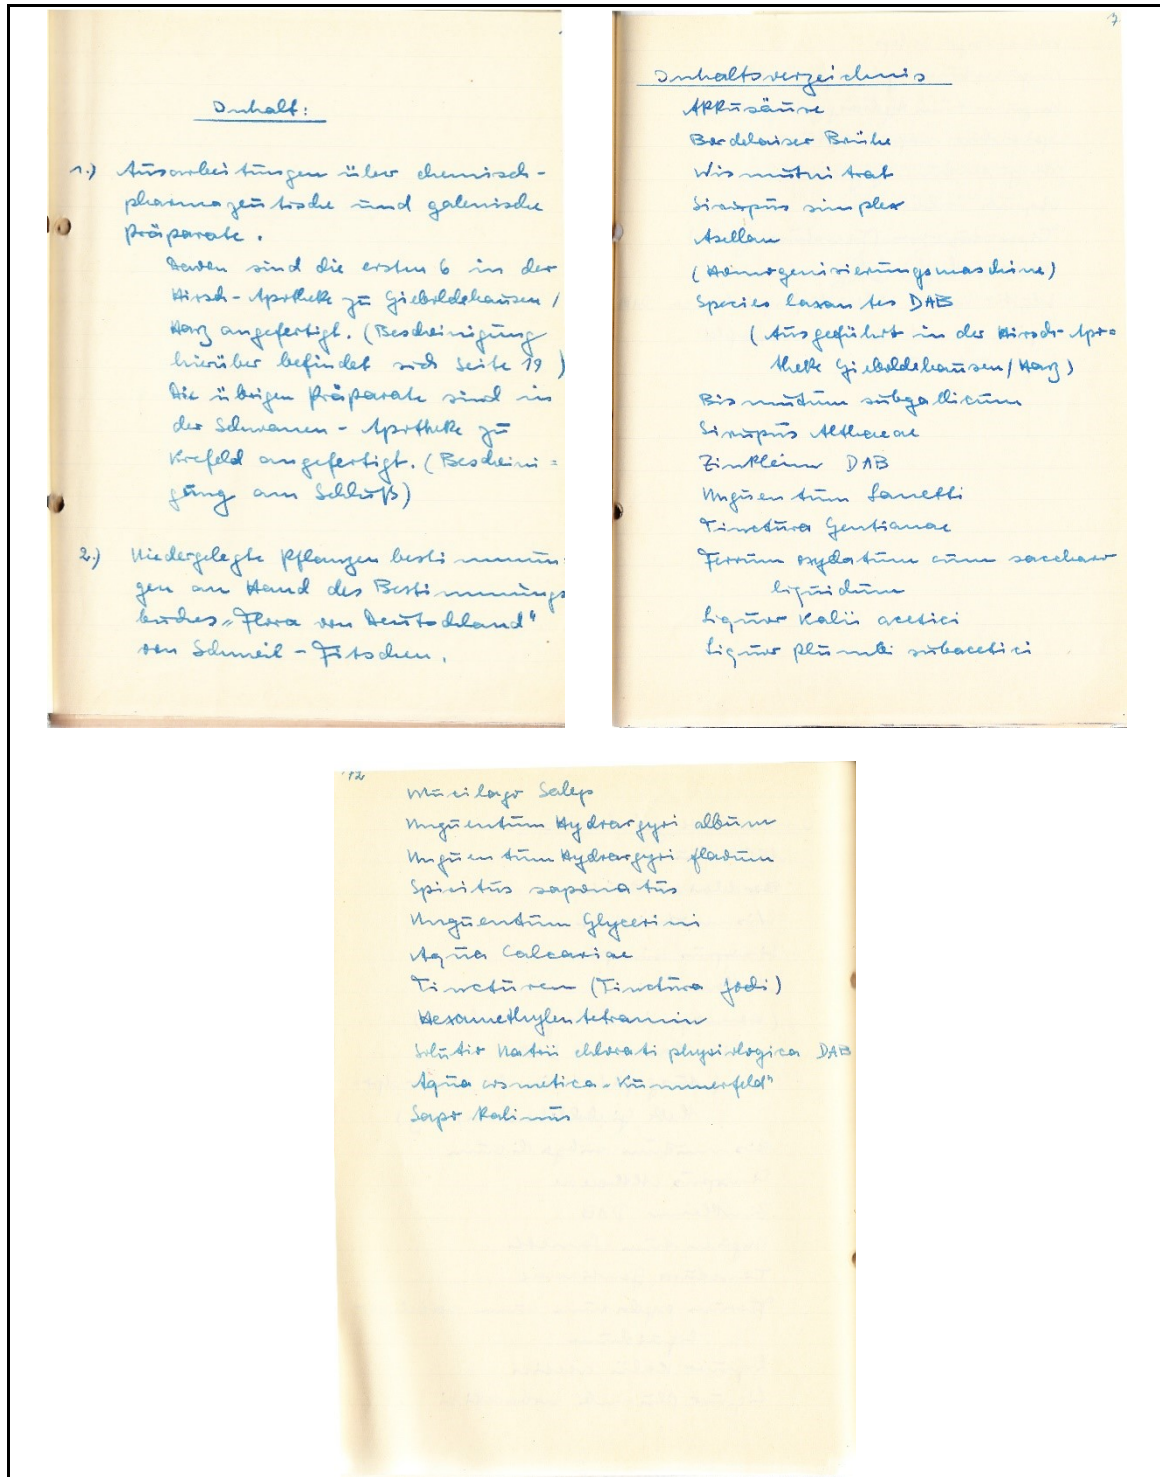 Inhalt:
1.) Ausarbeitungen über chemisch-
pharmazeutische und galenische
Präparate.
Davon sind die ersten 6 in der
Hirsch-Apotheke zu Gieboldehausen /
Harz angefertigt. (Bescheinigung
hierüber befindet sich Seite 19)
Die übrigen Präparate sind in
der Schwanen-Apotheke zu
Krefeld angefertigt. (Bescheini=
gung am Schluß)
2.) Niedergelegte Pflanzenbestimmun-
gen an Hand des Bestimmungs
buches „Flora von Deutschland"
von Schmeil-Fitschen.
Inhaltsverzeichnis
Akkusäure
Bordelaiser Brühe
Wismutnitrat
Sirupus simplex
Asellan
(Homogenisierungsmaschine)
Species laxantes DAB
(Ausgeführt in der Hirsch-Apo=
theke Gieboldehausen/Harz)
Bismutum subgallicum
Sirupus Althaeae
Zinkleim DAB
Unguentum Lanetti
Tinctura Gentianae
Ferrum oxydatum cum saccharo
liquidum
Liquor Kalii acetici
Liquor Plumbi subacetici
Mucilago Salep
Unguentum Hydrargyri album
Unguentum Hydrargyri flavum
Spiritus saponatus
Unguentum Glycerini
Aqua Calcariae
Tincturen (Tinctura Jodi)
Hexamethylentetramin
Solutio Natrii chlorati physiologica DAB
Aqua cosmetica „Kummerfeld"
Sapo Kalinus